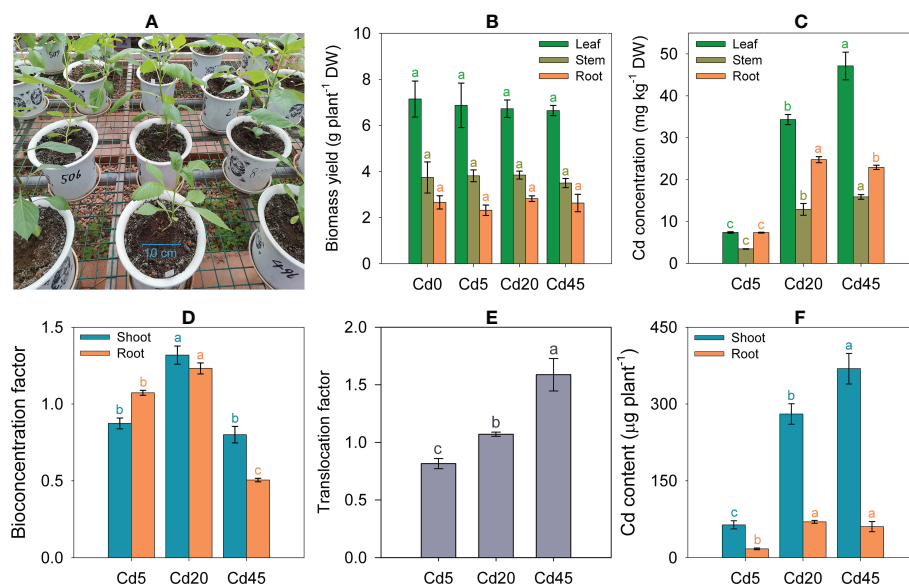 A
506
10 cm
496
B
Biomass yield (g plant⁻¹ DW)
10
8
6
4
2
0
Leaf
Stem
Root
a a a a
a a a a
a a a a
Cd0 Cd5 Cd20 Cd45
C
Cd concentration (mg kg⁻¹ DW)
50
40
30
20
10
0
Leaf
Stem
Root
c c c
b b a
a a b
Cd5 Cd20 Cd45
D
Bioconcentration factor
1.5
1.0
0.5
0.0
Shoot
Root
b b
a a
b c
Cd5 Cd20 Cd45
E
Translocation factor
2.0
1.5
1.0
0.5
0.0
c b a
Cd5 Cd20 Cd45
F
Cd content (µg plant⁻¹)
450
300
150
0
Shoot
Root
c b
b a
a a
Cd5 Cd20 Cd45